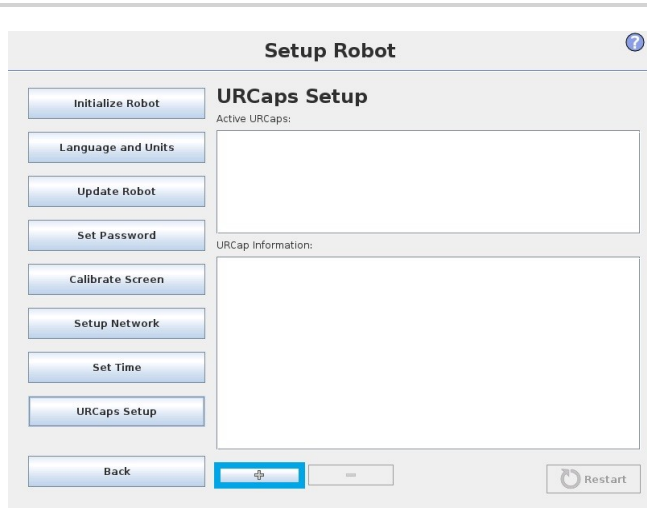 Setup Robot
?
Initialize Robot
Language and Units
Update Robot
Set Password
Calibrate Screen
Setup Network
Set Time
URCaps Setup
Back
URCaps Setup
Active URCaps:
URCap Information:
Restart